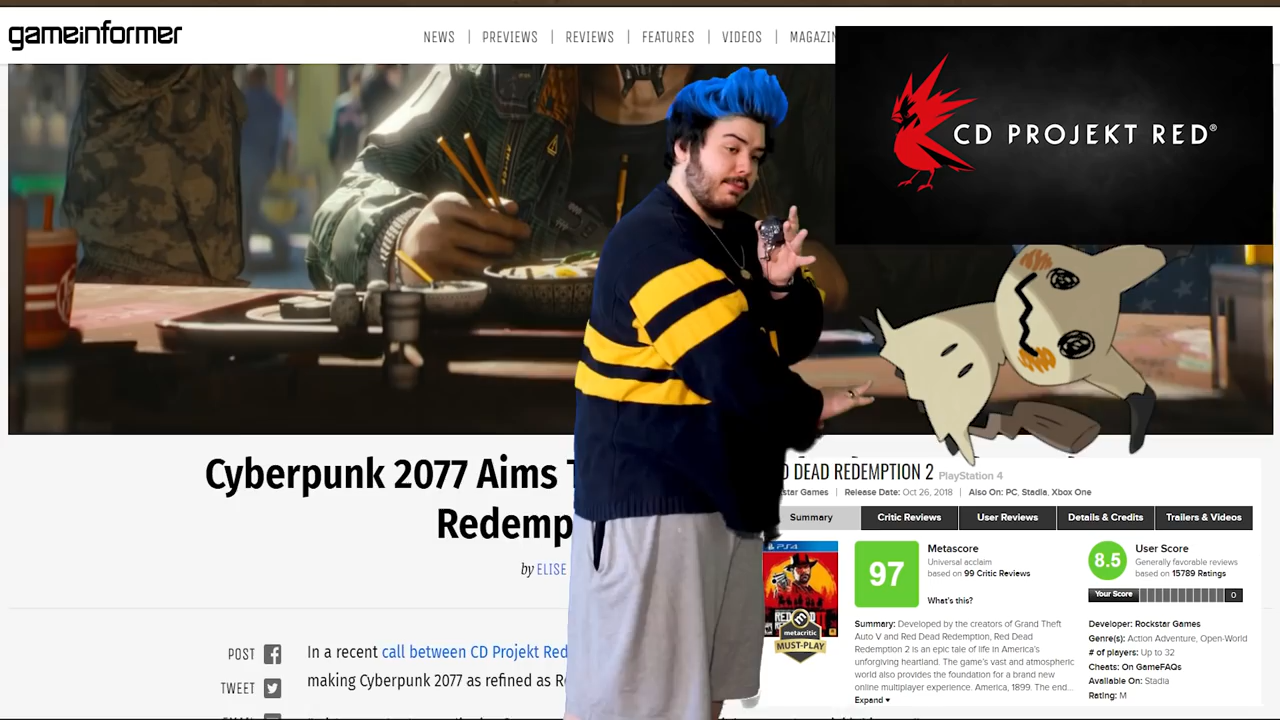 gameinformer
NEWS | PREVIEWS | REVIEWS | FEATURES | VIDEOS |
CD PROJEKT RED®
Cyberpunk 2077 Aims
by ELISE
POST
TWEET
In a recent call between CD Projekt Red
making Cyberpunk 2077 as refined as
DEAD REDEMPTION 2 PlayStation 4
Games | Release Date: Oct 26, 2018 | Also On: PC, Stadia, Xbox One
Summary Critic Reviews User Reviews Details & Credits Trailers & Videos
PS4
metacritic
MUST-PLAY
97
Metascore
Universal acclaim
based on 99 Critic Reviews
What's this?
8.5
User Score
Generally favorable reviews
based on 15789 Ratings
Your Score 0
Summary: Developed by the creators of Grand Theft
Auto V and Red Dead Redemption, Red Dead
Redemption 2 is an epic tale of life in America's
unforgiving heartland. The game's vast and atmospheric
world also provides the foundation for a brand new
online multiplayer experience. America, 1899. The end...
Expand
Developer: Rockstar Games
Genre(s): Action Adventure, Open-World
# of players: Up to 32
Cheats: On GameFAQs
Available On: Stadia
Rating: M